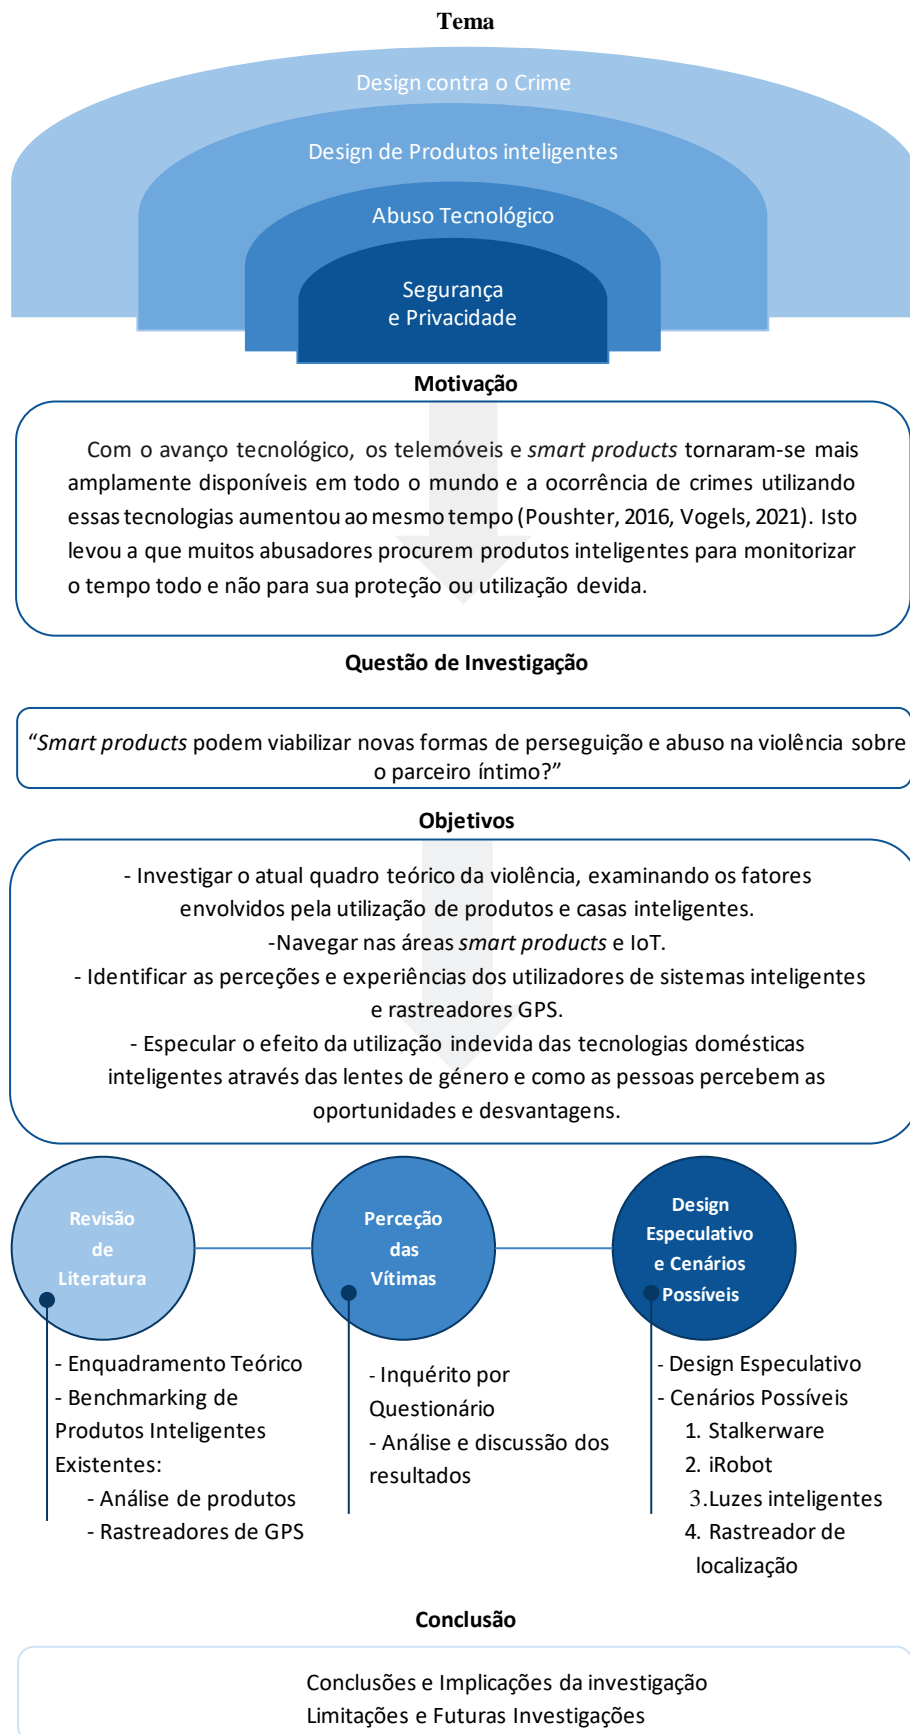 Tema
Design contra o Crime
Design de Produtos inteligentes
Abuso Tecnológico
Segurança
e Privacidade
Motivação
Com o avanço tecnológico, os telemóveis e smart products tornaram-se mais
amplamente disponíveis em todo o mundo e a ocorrência de crimes utilizando
essas tecnologias aumentou ao mesmo tempo (Poushter, 2016, Vogels, 2021). Isto
levou a que muitos abusadores procurem produtos inteligentes para monitorizar
o tempo todo e não para sua proteção ou utilização devida.
Questão de Investigação
“Smart products podem viabilizar novas formas de perseguição e abuso na violência sobre
o parceiro íntimo?”
Objetivos
- Investigar o atual quadro teórico da violência, examinando os fatores
envolvidos pela utilização de produtos e casas inteligentes.
-Navegar nas áreas smart products e IoT.
- Identificar as perceções e experiências dos utilizadores de sistemas inteligentes
e rastreadores GPS.
- Especular o efeito da utilização indevida das tecnologias domésticas
inteligentes através das lentes de género e como as pessoas percebem as
oportunidades e desvantagens.
Revisão
de
Literatura
- Enquadramento Teórico
- Benchmarking de
Produtos Inteligentes
Existentes:
- Análise de produtos
- Rastreadores de GPS
Perceção
das
Vítimas
- Inquérito por
Questionário
- Análise e discussão dos
resultados
Design
Especulativo
e Cenários
Possíveis
- Design Especulativo
- Cenários Possíveis
1. Stalkerware
2. iRobot
3.Luzes inteligentes
4. Rastreador de
localização
Conclusão
Conclusões e Implicações da investigação
Limitações e Futuras Investigações